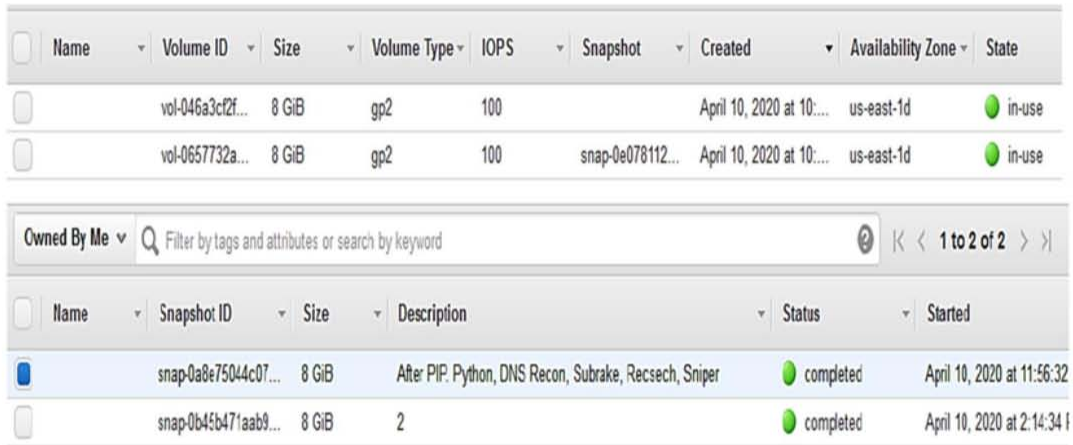 Name Volume ID Size Volume Type IOPS Snapshot Created Availability Zone State
vol-046a3cf2f... 8 GiB gp2 100 April 10, 2020 at 10:... us-east-1d in-use
vol-0657732a... 8 GiB gp2 100 snap-0e078112... April 10, 2020 at 10:... us-east-1d in-use
Owned By Me Filter by tags and attributes or search by keyword 1 to 2 of 2
Name Snapshot ID Size Description Status Started
snap-0a8e75044c07... 8 GiB After PIP. Python, DNS Recon, Subrake, Recsech, Sniper completed April 10, 2020 at 11:56:32
snap-0b45b471aab9... 8 GiB 2 completed April 10, 2020 at 2:14:34